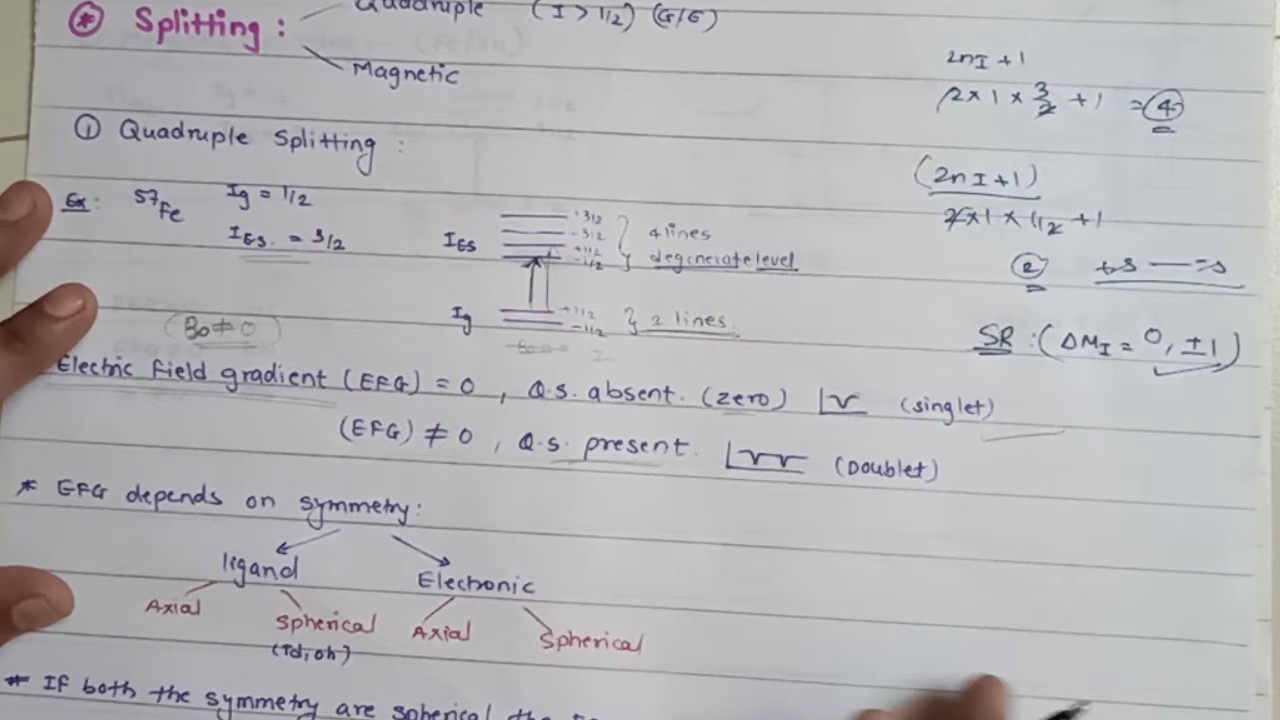 Quadruple (I > 1/2) (G/E)
* Splitting :
Magnetic
2nI + 1
2 × 1 × 3/2 + 1 = 4
① Quadruple Splitting :
(2nI + 1)
2 × 1 × 1/2 + 1
2
Ex: 57Fe Ig = 1/2
IES. = 3/2
IES
+3/2
-3/2
+1/2
-1/2
4 lines
degenerate level
Ig
+1/2
-1/2
2 lines.
B0 ≠ 0
SR : (ΔMI = 0, ±1)
Electric Field gradient (EFG) = 0 , Q.S. absent. (zero) (singlet)
(EFG) ≠ 0 , Q.S. present. (Doublet)
* EFG depends on symmetry :
ligand Electronic
Axial Spherical Axial Spherical
(Td, Oh)
* If both the symmetry are spherical the